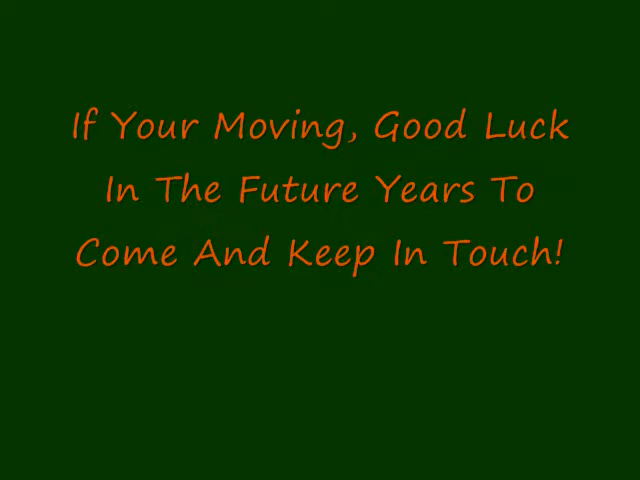 If Your Moving, Good Luck
In The Future Years To
Come And Keep In Touch!